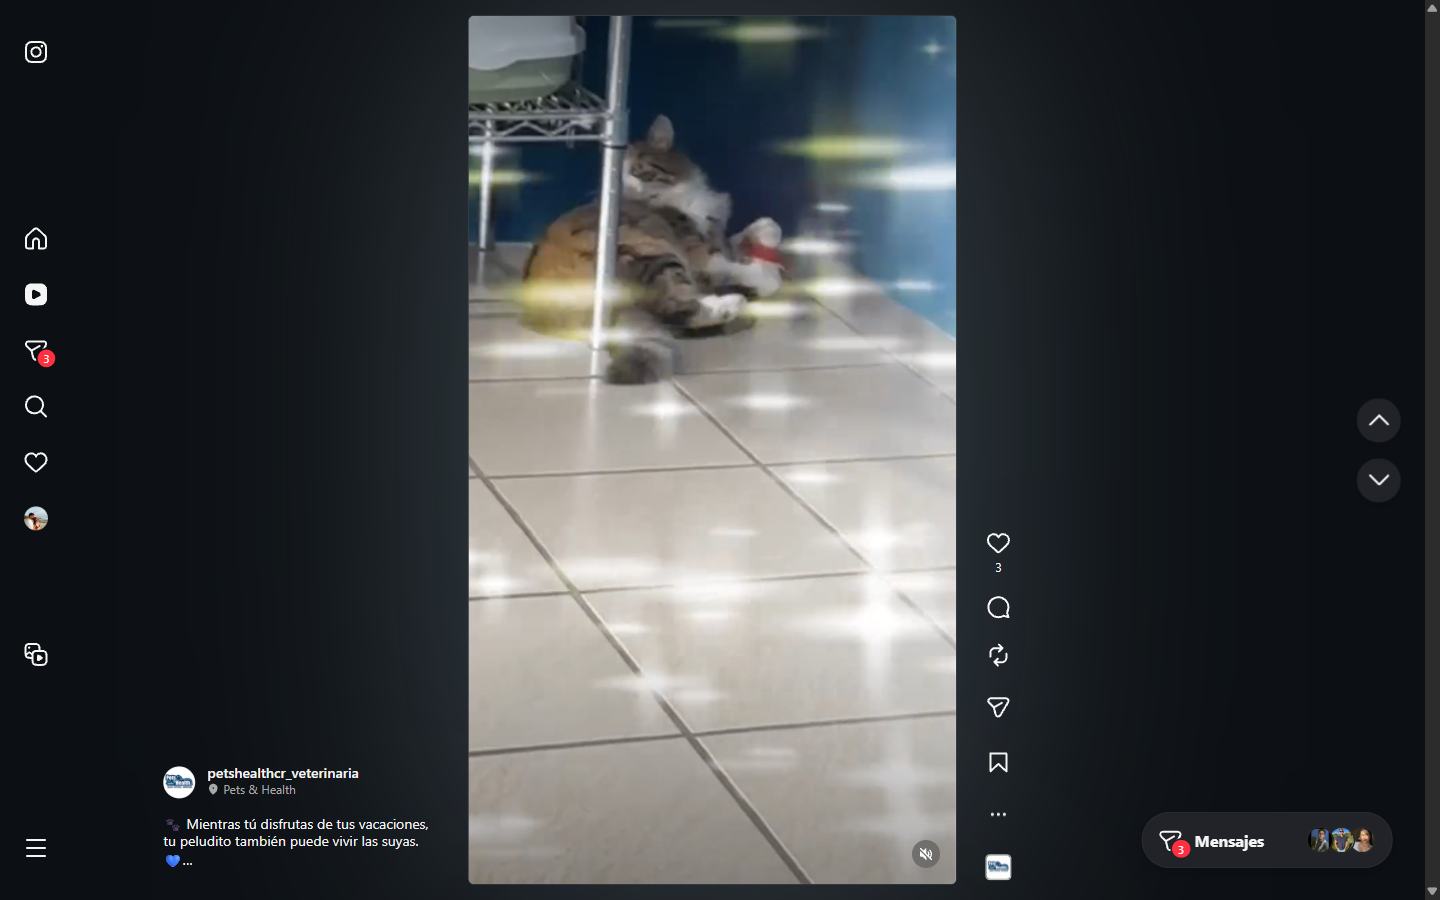 3
3
petshealthcr_veterinaria
Pets & Health
🐾 Mientras tú disfrutas de tus vacaciones,
tu peludito también puede vivir las suyas.
💙...
3
Mensajes